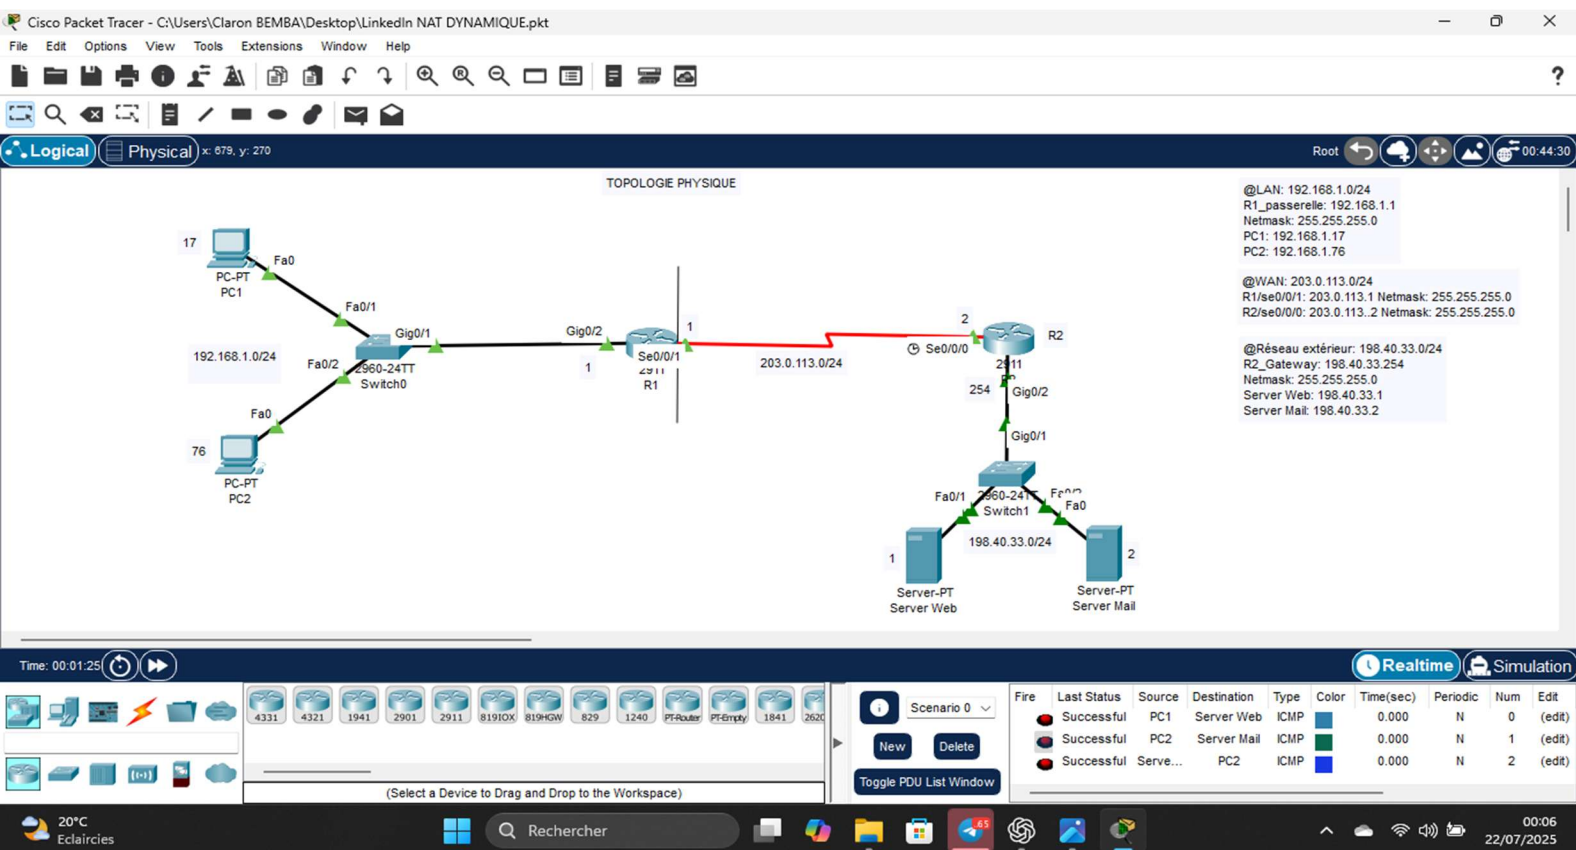 Cisco Packet Tracer - C:\Users\Claron BEMBA\Desktop\LinkedIn NAT DYNAMIQUE.pkt
File Edit Options View Tools Extensions Window Help
?
Logical Physical x: 679, y: 270
Root 00:44:30
TOPOLOGIE PHYSIQUE
@LAN: 192.168.1.0/24
R1_passerelle: 192.168.1.1
Netmask: 255.255.255.0
PC1: 192.168.1.17
PC2: 192.168.1.76
@WAN: 203.0.113.0/24
R1/se0/0/1: 203.0.113.1 Netmask: 255.255.255.0
R2/se0/0/0: 203.0.113..2 Netmask: 255.255.255.0
@Réseau extérieur: 198.40.33.0/24
R2_Gateway: 198.40.33.254
Netmask: 255.255.255.0
Server Web: 198.40.33.1
Server Mail: 198.40.33.2
17
Fa0
PC-PT
PC1
Fa0/1
Gig0/1
192.168.1.0/24
Fa0/2
2960-24TT
Switch0
Fa0
76
PC-PT
PC2
Gig0/2
1
1
Se0/0/1
2911
R1
203.0.113.0/24
2
Se0/0/0
R2
2911
254
Gig0/2
Gig0/1
Fa0/1
2960-24TT
Switch1
Fa0
198.40.33.0/24
1
2
Server-PT
Server Web
Server-PT
Server Mail
Time: 00:01:25
Realtime Simulation
4331 4321 1941 2901 2911 819IOX 819HGW 829 1240 PT-Router PT-Empty 1841 2620
(Select a Device to Drag and Drop to the Workspace)
Scenario 0
New Delete
Toggle PDU List Window
Fire Last Status Source Destination Type Color Time(sec) Periodic Num Edit
Successful PC1 Server Web ICMP 0.000 N 0 (edit)
Successful PC2 Server Mail ICMP 0.000 N 1 (edit)
Successful Serve... PC2 ICMP 0.000 N 2 (edit)
20°C
Eclaircies
Rechercher
65
00:06
22/07/2025